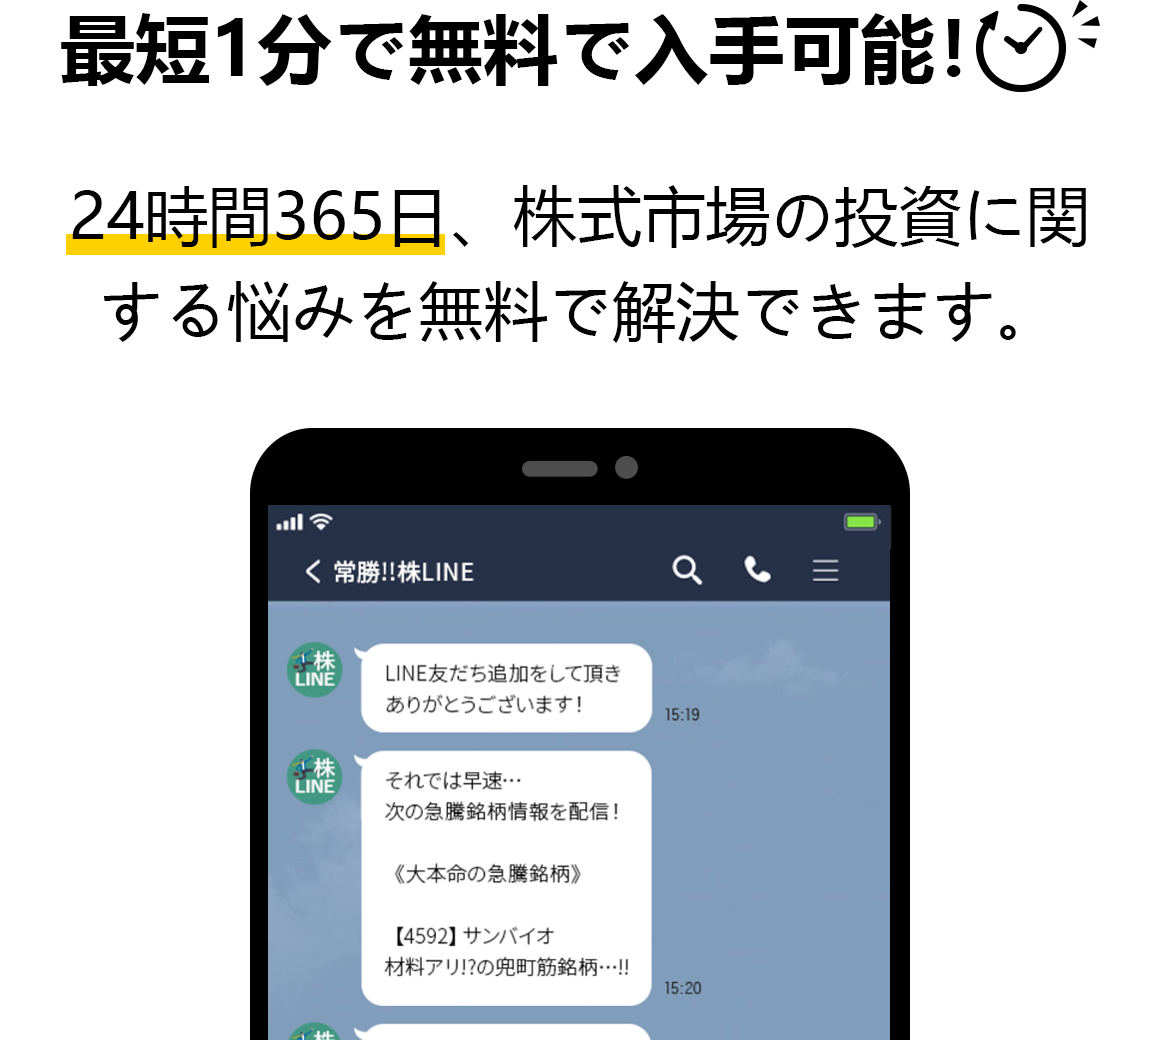 最短1分で無料で入手可能!
24時間365日、株式市場の投資に関
する悩みを無料で解決できます。
常勝!!株LINE
株
LINE
LINE友だち追加をして頂き
ありがとうございます!
15:19
株
LINE
それでは早速…
次の急騰銘柄情報を配信!
《大本命の急騰銘柄》
【4592】サンバイオ
材料アリ!?の兜町筋銘柄…!!
15:20
株